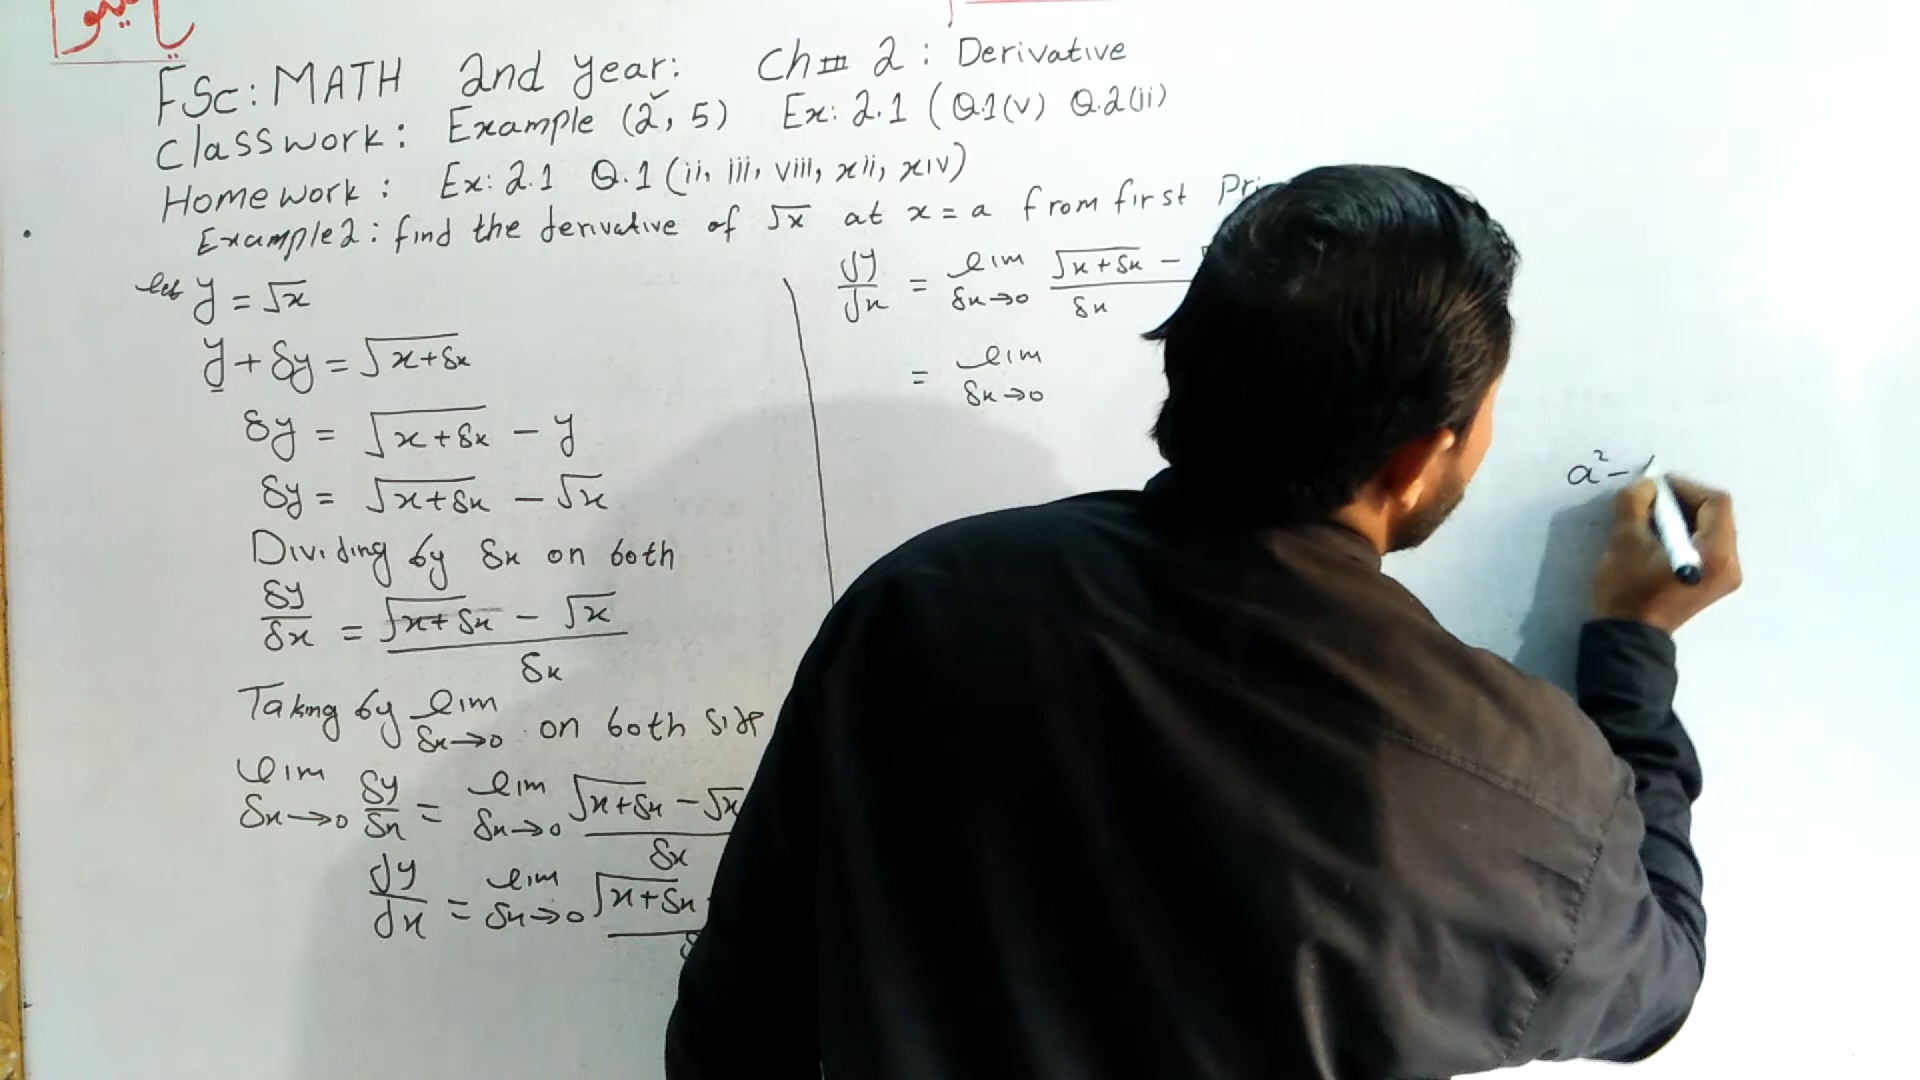 FSc: MATH 2nd year: Ch # 2: Derivative
Classwork: Example (2, 5) Ex: 2.1 (Q.1(v) Q.2(ii)
Homework: Ex: 2.1 Q.1 (ii, iii, viii, xii, xiv)
Example 2: find the derivative of √x at x = a from first
let y = √x
y + δy = √x+δx
δy = √x+δx − y
δy = √x+δx − √x
Dividing by δx on both
δy/δx = √x+δx − √x / δx
Taking by lim δx→0 on both side
lim δx→0 δy/δx = lim δx→0 √x+δx − √x / δx
dy/dx = lim δx→0 √x+δx
dy/dx = lim δx→0 √x+δx − / δx
= lim δx→0
a² −